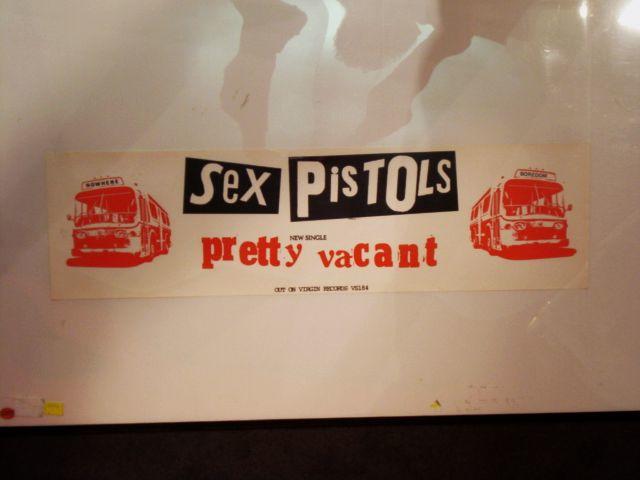 NOWHERE
SEX PISTOLS
BOREDOM
NEW SINGLE
pretty vacant
OUT ON VIRGIN RECORDS VS184